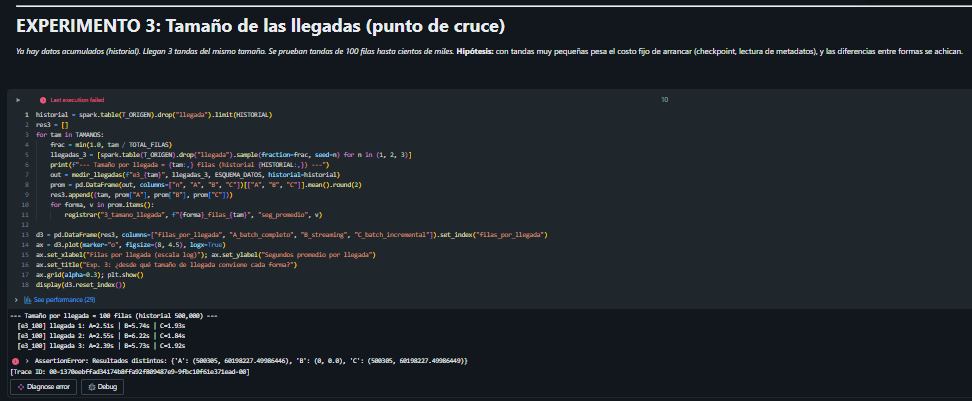 EXPERIMENTO 3: Tamaño de las llegadas (punto de cruce)
Ya hay datos acumulados (historial). Llegan 3 tandas del mismo tamaño. Se prueban tandas de 100 filas hasta cientos de miles. Hipótesis: con tandas muy pequeñas pesa el costo fijo de arrancar (checkpoint, lectura de metadatos), y las diferencias entre formas se achican.
Last execution failed
10
1 historial = spark.table(T_ORIGEN).drop("llegada").limit(HISTORIAL)
2 res3 = []
3 for tam in TAMANOS:
4     frac = min(1.0, tam / TOTAL_FILAS)
5     llegadas_3 = [spark.table(T_ORIGEN).drop("llegada").sample(fraction=frac, seed=n) for n in (1, 2, 3)]
6     print(f"--- Tamaño por llegada = {tam:,} filas (historial {HISTORIAL:,}) ---")
7     out = medir_llegadas(f"e3_{tam}", llegadas_3, ESQUEMA_DATOS, historial=historial)
8     prom = pd.DataFrame(out, columns=["n", "A", "B", "C"])[["A", "B", "C"]].mean().round(2)
9     res3.append((tam, prom["A"], prom["B"], prom["C"]))
10     for forma, v in prom.items():
11         registrar("3_tamano_llegada", f"{forma}_filas_{tam}", "seg_promedio", v)
12
13 d3 = pd.DataFrame(res3, columns=["filas_por_llegada", "A_batch_completo", "B_streaming", "C_batch_incremental"]).set_index("filas_por_llegada")
14 ax = d3.plot(marker="o", figsize=(8, 4.5), logx=True)
15 ax.set_xlabel("Filas por llegada (escala log)"); ax.set_ylabel("Segundos promedio por llegada")
16 ax.set_title("Exp. 3: ¿desde qué tamaño de llegada conviene cada forma?")
17 ax.grid(alpha=0.3); plt.show()
18 display(d3.reset_index())
See performance (29)
--- Tamaño por llegada = 100 filas (historial 500,000) ---
[e3_100] llegada 1: A=2.51s | B=5.74s | C=1.93s
[e3_100] llegada 2: A=2.55s | B=6.22s | C=1.84s
[e3_100] llegada 3: A=2.39s | B=5.73s | C=1.92s
AssertionError: Resultados distintos: {'A': (500305, 60198227.49986446), 'B': (0, 0.0), 'C': (500305, 60198227.49986449)}
[Trace ID: 00-1370eebffad34174b8ffa92f809487e9-9fbc10f61e371ead-00]
Diagnose error
Debug